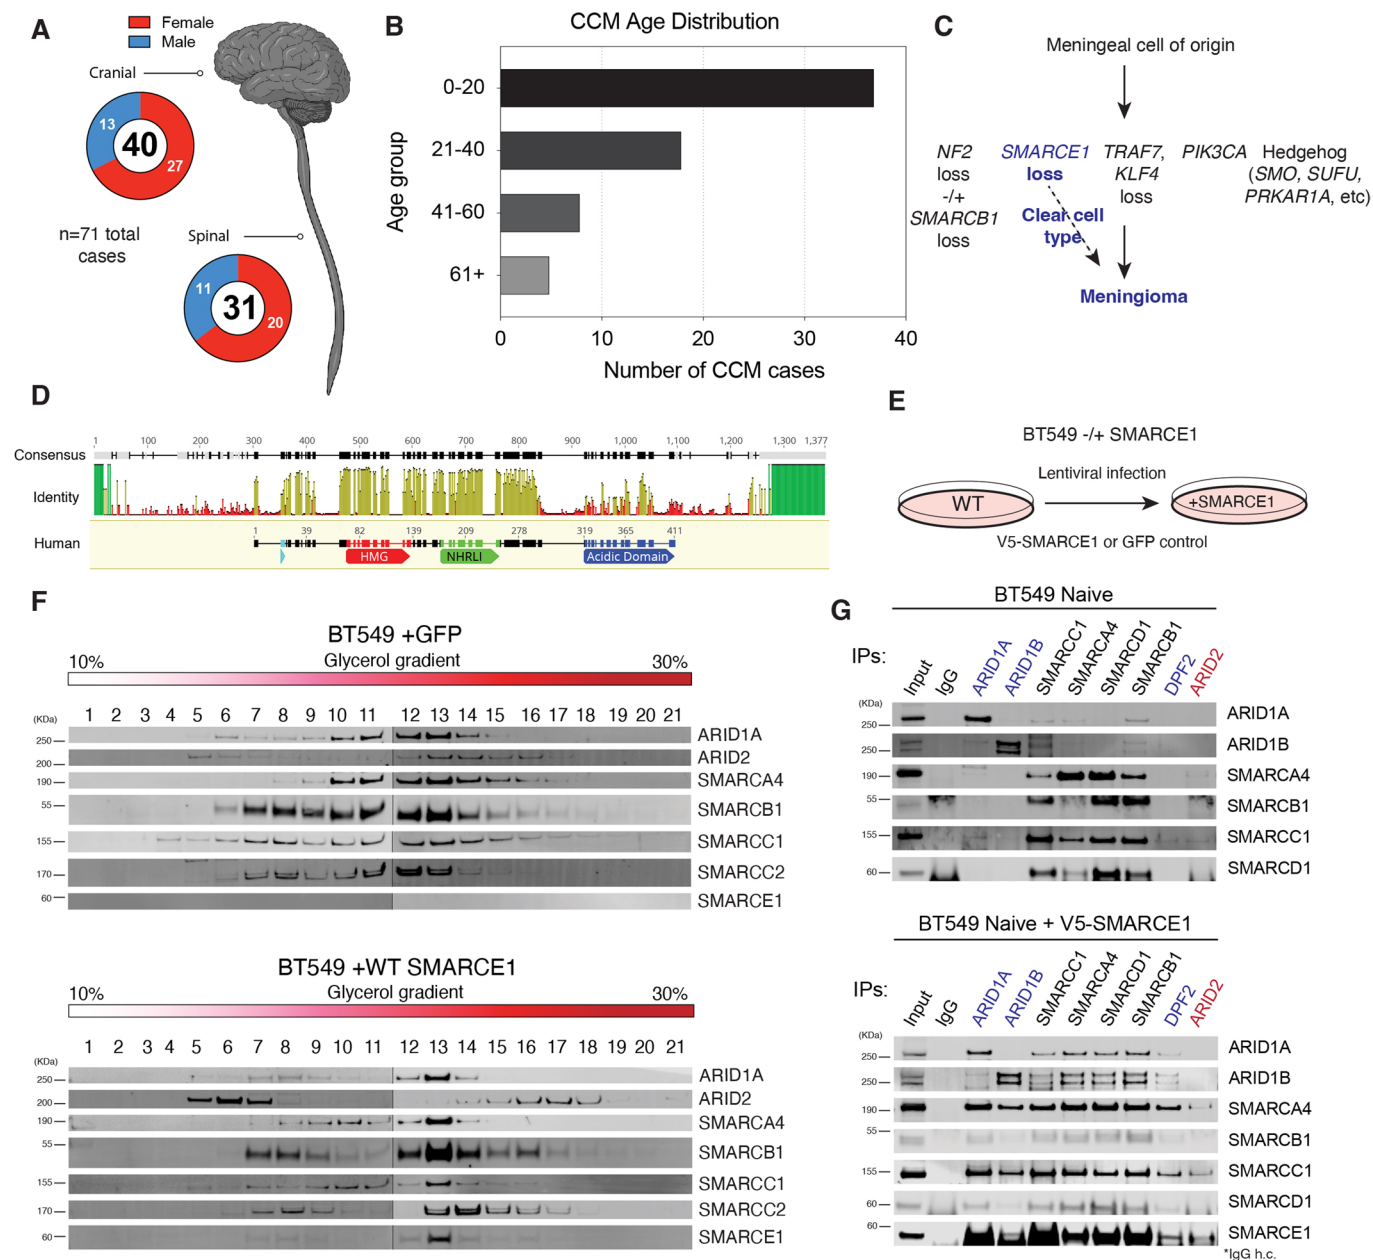 A
Female
Male
Cranial
13
40
27
n=71 total
cases
Spinal
11
31
20
B
CCM Age Distribution
Age group
0-20
21-40
41-60
61+
0 10 20 30 40
Number of CCM cases
C
Meningeal cell of origin
NF2
loss
-/+
SMARCB1
loss
SMARCE1
loss
TRAF7,
KLF4
loss
PIK3CA
Hedgehog
(SMO, SUFU,
PRKAR1A, etc)
Clear cell
type
Meningioma
D
1 100 200 300 400 500 600 700 800 900 1,000 1,100 1,200 1,300 1,377
Consensus
Identity
1 39 82 139 209 278 319 365 411
Human
HMG NHRLI Acidic Domain
E
BT549 -/+ SMARCE1
Lentiviral infection
WT
+SMARCE1
V5-SMARCE1 or GFP control
F
BT549 +GFP
10% Glycerol gradient 30%
(KDa)
1 2 3 4 5 6 7 8 9 10 11 12 13 14 15 16 17 18 19 20 21
250 ARID1A
200 ARID2
190 SMARCA4
55 SMARCB1
155 SMARCC1
170 SMARCC2
60 SMARCE1
BT549 +WT SMARCE1
10% Glycerol gradient 30%
1 2 3 4 5 6 7 8 9 10 11 12 13 14 15 16 17 18 19 20 21
(KDa)
250 ARID1A
200 ARID2
190 SMARCA4
55 SMARCB1
155 SMARCC1
170 SMARCC2
60 SMARCE1
G
BT549 Naive
IPs:
Input IgG ARID1A ARID1B SMARCC1 SMARCA4 SMARCD1 SMARCB1 DPF2 ARID2
(KDa)
250 ARID1A
250 ARID1B
190 SMARCA4
55 SMARCB1
155 SMARCC1
60 SMARCD1
BT549 Naive + V5-SMARCE1
IPs:
Input IgG ARID1A ARID1B SMARCC1 SMARCA4 SMARCD1 SMARCB1 DPF2 ARID2
(KDa)
250 ARID1A
250 ARID1B
190 SMARCA4
55 SMARCB1
155 SMARCC1
60 SMARCD1
60 SMARCE1
*IgG h.c.